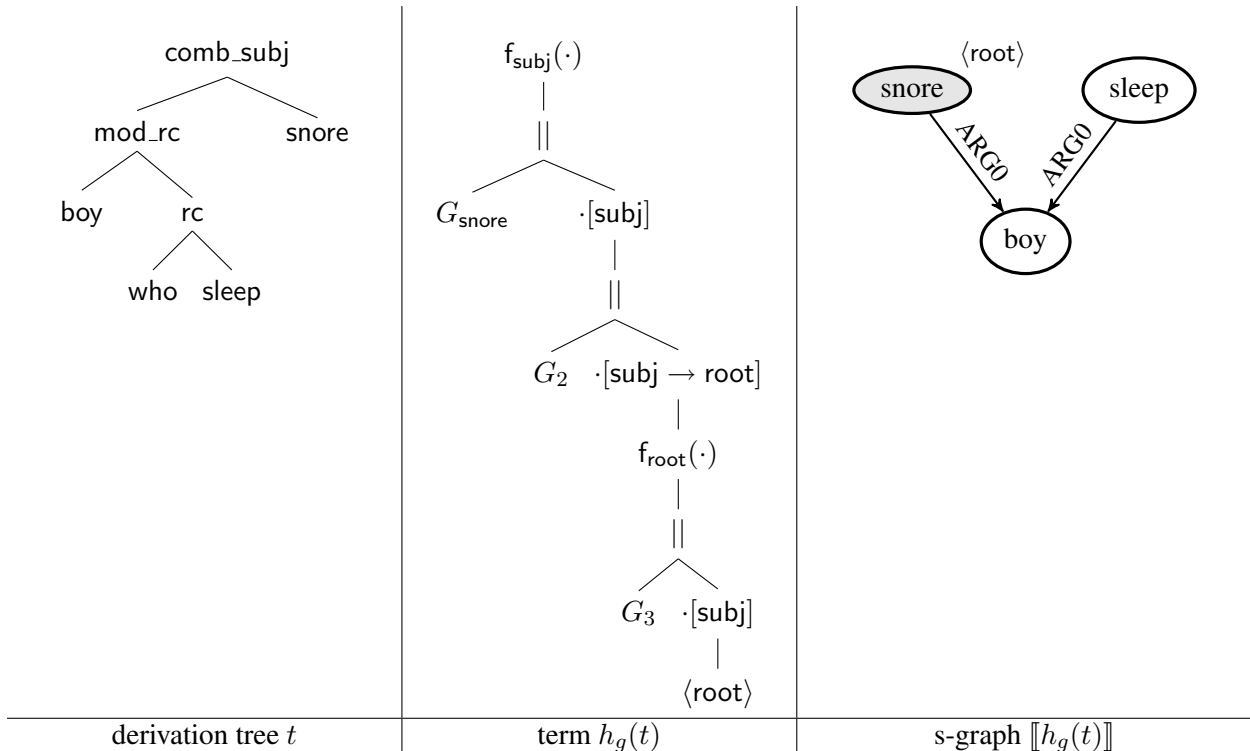 comb_subj
mod_rc snore
boy rc
who sleep
f_subj(·)
||
G_snore ·[subj]
||
G_2 ·[subj → root]
f_root(·)
||
G_3 ·[subj]
⟨root⟩
⟨root⟩
snore sleep
ARG0 ARG0
boy
derivation tree t
term h_g(t)
s-graph ⟦h_g(t)⟧